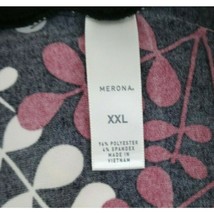 MERONA.
XXL
96% POLYESTER
4% SPANDEX
MADE IN
VIETNAM